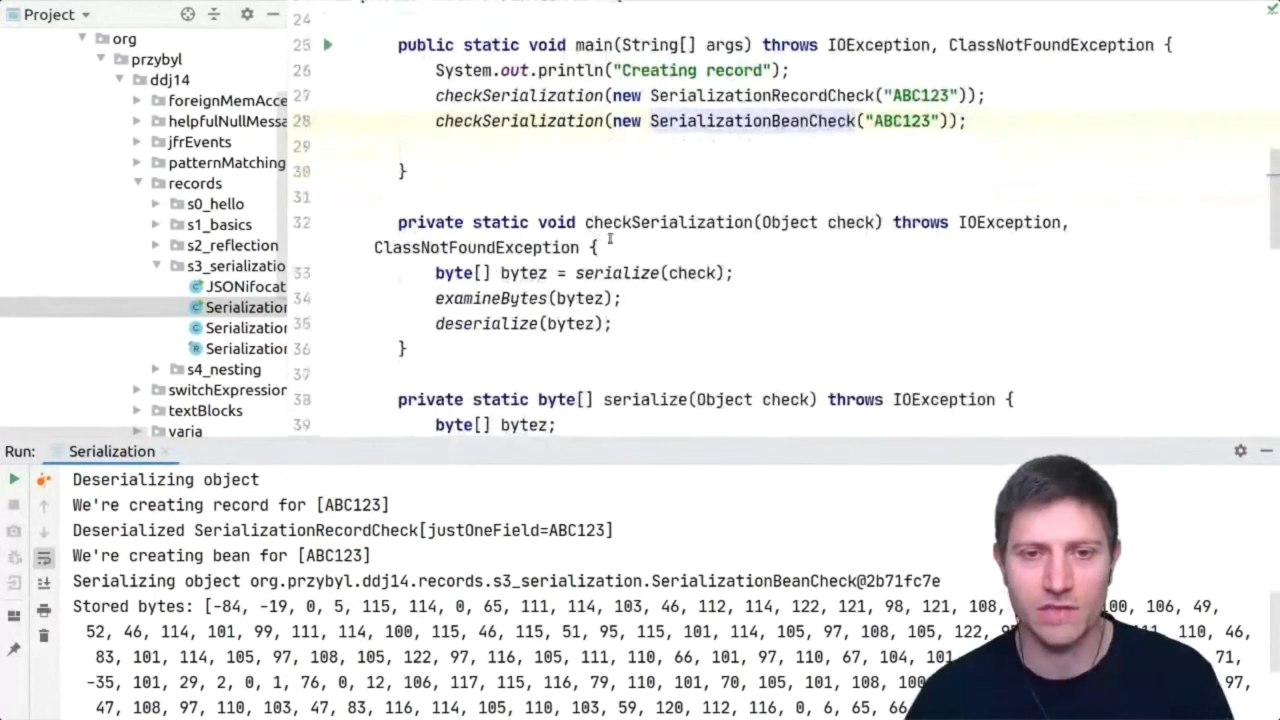 Project
org
przybyl
ddj14
foreignMemAcce
helpfulNullMessa
jfrEvents
patternMatching
records
s0_hello
s1_basics
s2_reflection
s3_serializatio
JSONifocat
Serialization
Serialization
Serialization
s4_nesting
switchExpression
textBlocks
varia
24
25 public static void main(String[] args) throws IOException, ClassNotFoundException {
26 System.out.println("Creating record");
27 checkSerialization(new SerializationRecordCheck("ABC123"));
28 checkSerialization(new SerializationBeanCheck("ABC123"));
29
30 }
31
32 private static void checkSerialization(Object check) throws IOException,
ClassNotFoundException {
33 byte[] bytez = serialize(check);
34 examineBytes(bytez);
35 deserialize(bytez);
36 }
37
38 private static byte[] serialize(Object check) throws IOException {
39 byte[] bytez;
Run: Serialization
Deserializing object
We're creating record for [ABC123]
Deserialized SerializationRecordCheck[justOneField=ABC123]
We're creating bean for [ABC123]
Serializing object org.przybyl.ddj14.records.s3_serialization.SerializationBeanCheck@2b71fc7e
Stored bytes: [-84, -19, 0, 5, 115, 114, 0, 65, 111, 114, 103, 46, 112, 114, 122, 121, 98, 121, 108, 100, 106, 49,
52, 46, 114, 101, 99, 111, 114, 100, 115, 46, 115, 51, 95, 115, 101, 114, 105, 97, 108, 105, 122, 110, 46,
83, 101, 114, 105, 97, 108, 105, 122, 97, 116, 105, 111, 110, 66, 101, 97, 110, 67, 104, 101, 71,
-35, 101, 29, 2, 0, 1, 76, 0, 12, 106, 117, 115, 116, 79, 110, 101, 70, 105, 101, 108, 100, 97,
47, 108, 97, 110, 103, 47, 83, 116, 114, 105, 110, 103, 59, 120, 112, 116, 0, 6, 65, 66